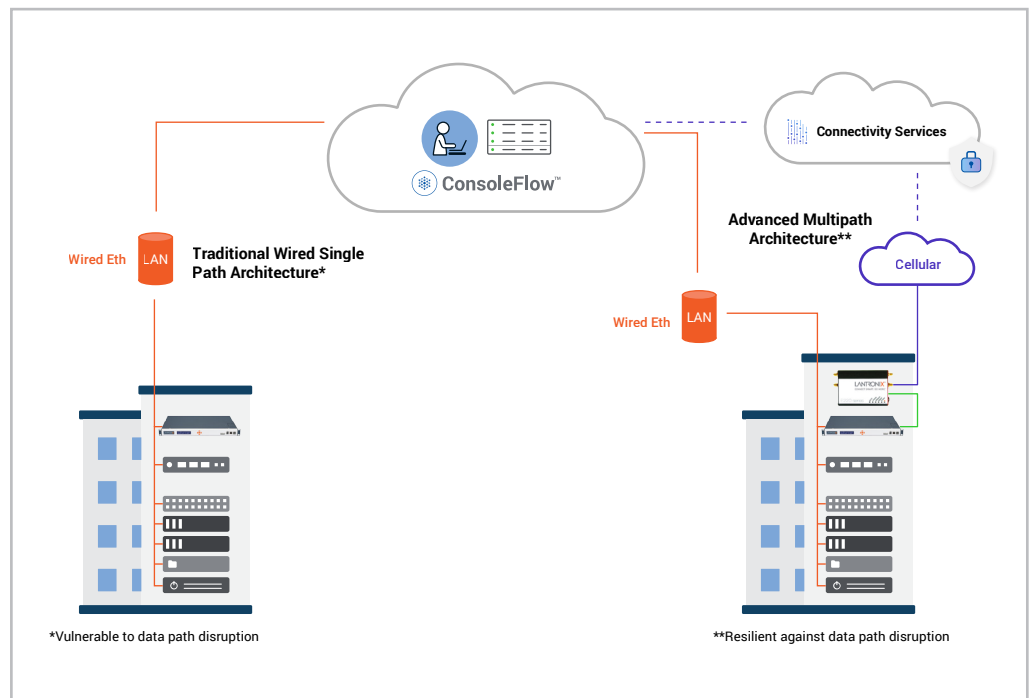 ConsoleFlow™
Connectivity Services
Wired Eth
LAN
Traditional Wired Single
Path Architecture*
Advanced Multipath
Architecture**
Cellular
Wired Eth
LAN
LANTRONIX
*Vulnerable to data path disruption
**Resilient against data path disruption